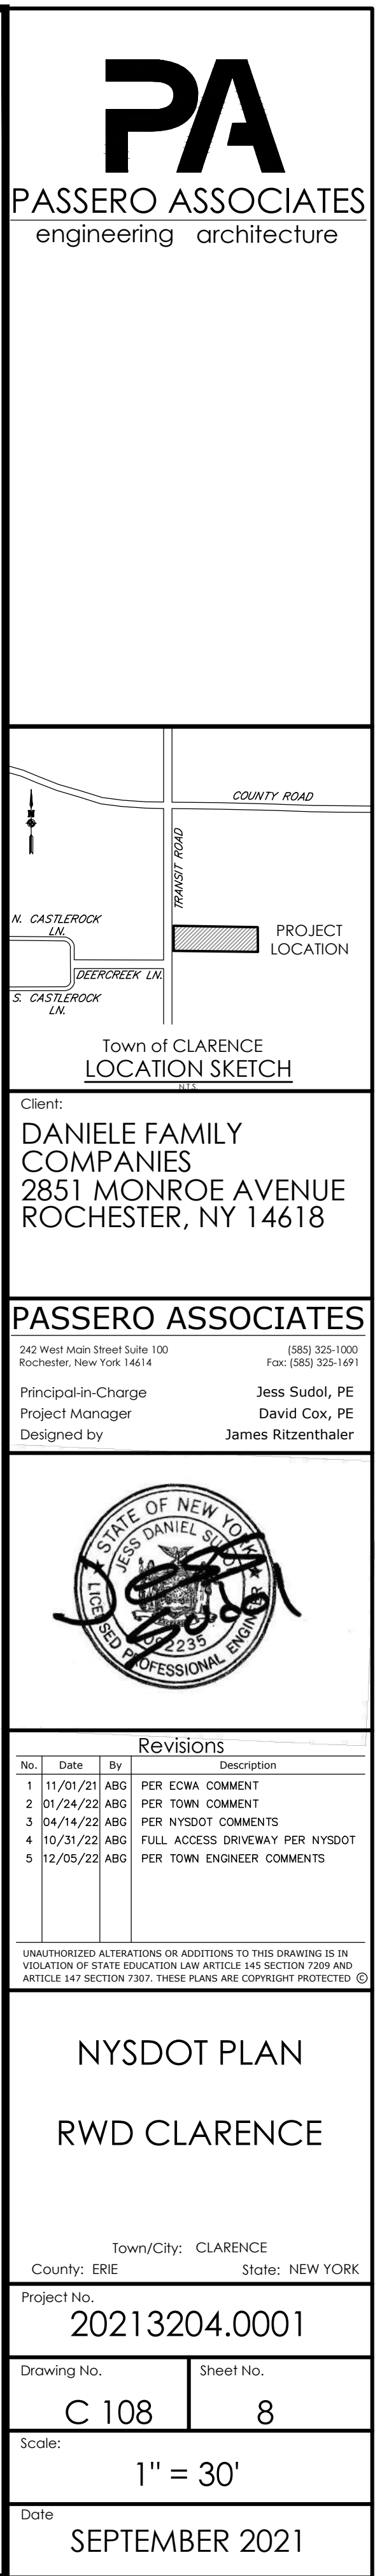 PA
PASSERO ASSOCIATES
engineering architecture
COUNTY ROAD
TRANSIT ROAD
N. CASTLEROCK
LN.
PROJECT
LOCATION
DEERCREEK LN.
S. CASTLEROCK
LN.
Town of CLARENCE
LOCATION SKETCH
N.T.S.
Client:
DANIELE FAMILY
COMPANIES
2851 MONROE AVENUE
ROCHESTER, NY 14618
PASSERO ASSOCIATES
242 West Main Street Suite 100 (585) 325-1000
Rochester, New York 14614 Fax: (585) 325-1691
Principal-in-Charge Jess Sudol, PE
Project Manager David Cox, PE
Designed by James Ritzenthaler
STATE OF NEW YORK
JESS DANIEL
LICENSED PROFESSIONAL ENGINEER
Revisions
No. Date By Description
1 11/01/21 ABG PER ECWA COMMENT
2 01/24/22 ABG PER TOWN COMMENT
3 04/14/22 ABG PER NYSDOT COMMENTS
4 10/31/22 ABG FULL ACCESS DRIVEWAY PER NYSDOT
5 12/05/22 ABG PER TOWN ENGINEER COMMENTS
UNAUTHORIZED ALTERATIONS OR ADDITIONS TO THIS DRAWING IS IN
VIOLATION OF STATE EDUCATION LAW ARTICLE 145 SECTION 7209 AND
ARTICLE 147 SECTION 7307. THESE PLANS ARE COPYRIGHT PROTECTED ©
NYSDOT PLAN
RWD CLARENCE
Town/City: CLARENCE
County: ERIE State: NEW YORK
Project No.
20213204.0001
Drawing No. Sheet No.
C 108 8
Scale:
1" = 30'
Date
SEPTEMBER 2021